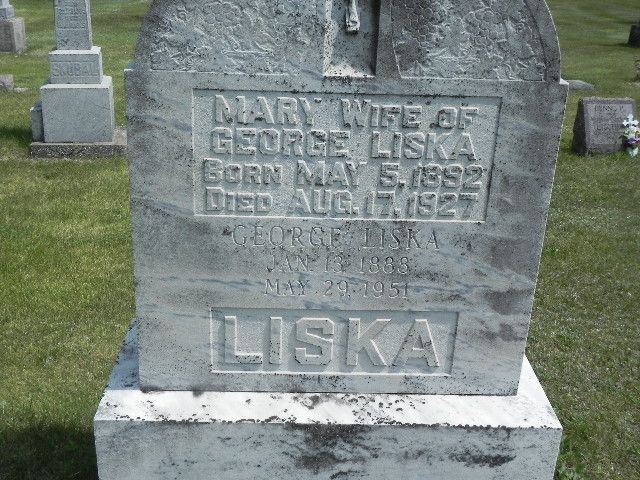 MARY WIFE OF
GEORGE LISKA
BORN MAY 5, 1892
DIED AUG. 17, 1927
GEORGE LISKA
JAN. 13, 1888
MAY 29, 1951
LISKA